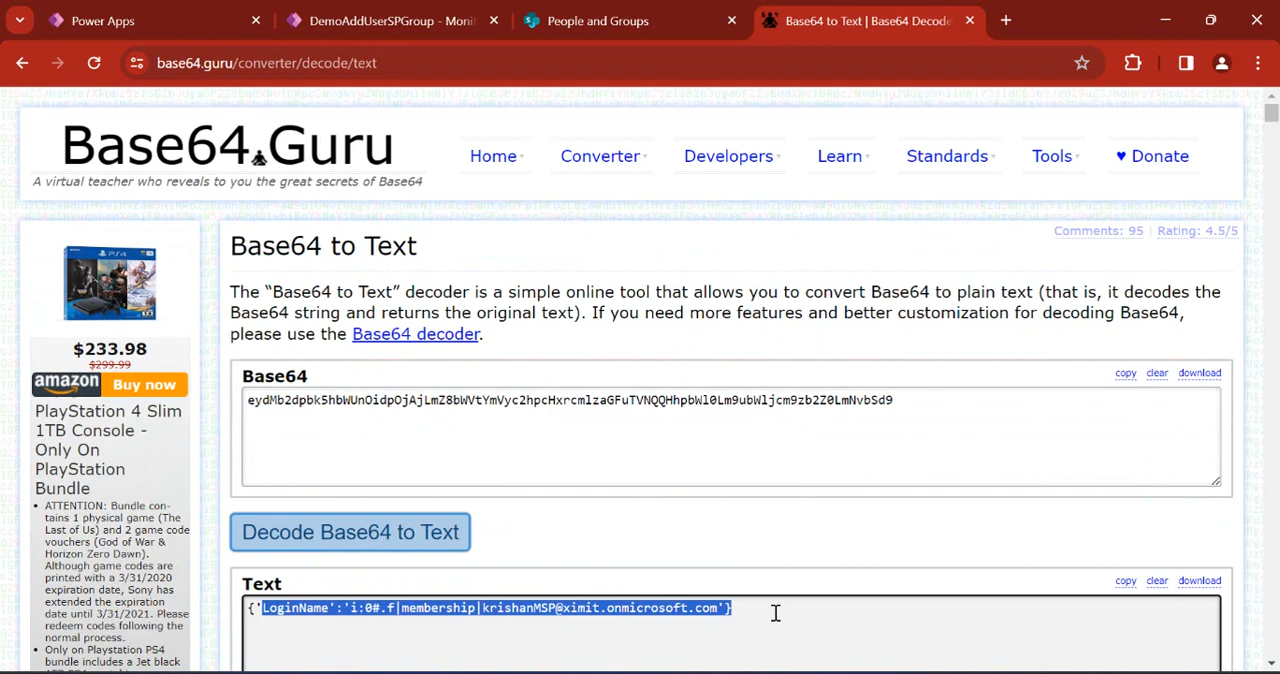 Power Apps
DemoAddUserSPGroup - Moni
People and Groups
Base64 to Text | Base64 Decode
base64.guru/converter/decode/text
Base64.Guru
A virtual teacher who reveals to you the great secrets of Base64
Home
Converter
Developers
Learn
Standards
Tools
♥ Donate
PS4
$233.98
$299.99
amazon Buy now
PlayStation 4 Slim
1TB Console -
Only On
PlayStation
Bundle
ATTENTION: Bundle con-
tains 1 physical game (The
Last of Us) and 2 game code
vouchers (God of War &
Horizon Zero Dawn).
Although game codes are
printed with a 3/31/2020
expiration date, Sony has
extended the expiration
date until 3/31/2021. Please
redeem codes following the
normal process.
Only on Playstation PS4
bundle includes a Jet black
Comments: 95 | Rating: 4.5/5
Base64 to Text
The “Base64 to Text” decoder is a simple online tool that allows you to convert Base64 to plain text (that is, it decodes the
Base64 string and returns the original text). If you need more features and better customization for decoding Base64,
please use the Base64 decoder.
Base64
copy clear download
eydMb2dpbk5hbWUnOidpOjAjLmZ8bWVtYmVyc2hpcHxrcmlzaGFuTVNQQHhpbWl0Lm9ubWljcm9zb2Z0LmNvbSd9
Decode Base64 to Text
Text
copy clear download
{'LoginName':'i:0#.f|membership|krishanMSP@ximit.onmicrosoft.com'}